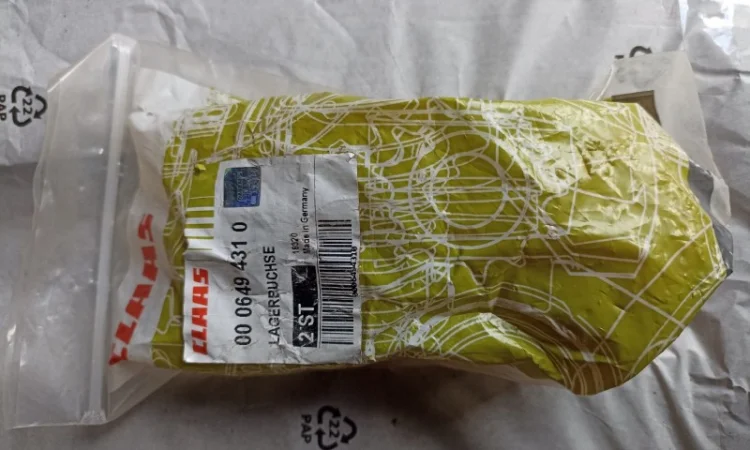 CLAAS
CLAAS
00 0649 431 0
LAGERBUCHSE
2 ST
Made in Germany
22
PAP
22
PAP